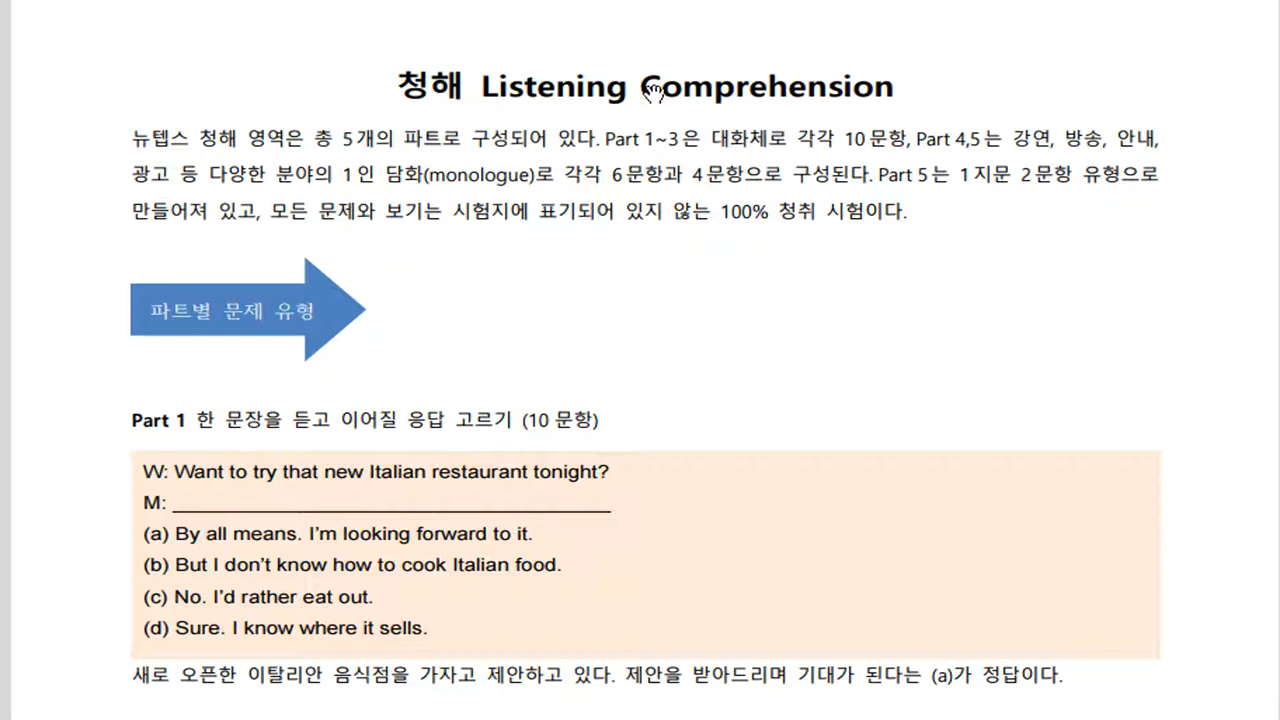 청해 Listening Comprehension
뉴텝스 청해 영역은 총 5개의 파트로 구성되어 있다. Part 1~3은 대화체로 각각 10문항, Part 4,5는 강연, 방송, 안내,
광고 등 다양한 분야의 1인 담화(monologue)로 각각 6문항과 4문항으로 구성된다. Part 5는 1지문 2문항 유형으로
만들어져 있고, 모든 문제와 보기는 시험지에 표기되어 있지 않는 100% 청취 시험이다.
파트별 문제 유형
Part 1 한 문장을 듣고 이어질 응답 고르기 (10문항)
W: Want to try that new Italian restaurant tonight?
M: ________________________________________
(a) By all means. I’m looking forward to it.
(b) But I don’t know how to cook Italian food.
(c) No. I’d rather eat out.
(d) Sure. I know where it sells.
새로 오픈한 이탈리안 음식점을 가자고 제안하고 있다. 제안을 받아드리며 기대가 된다는 (a)가 정답이다.